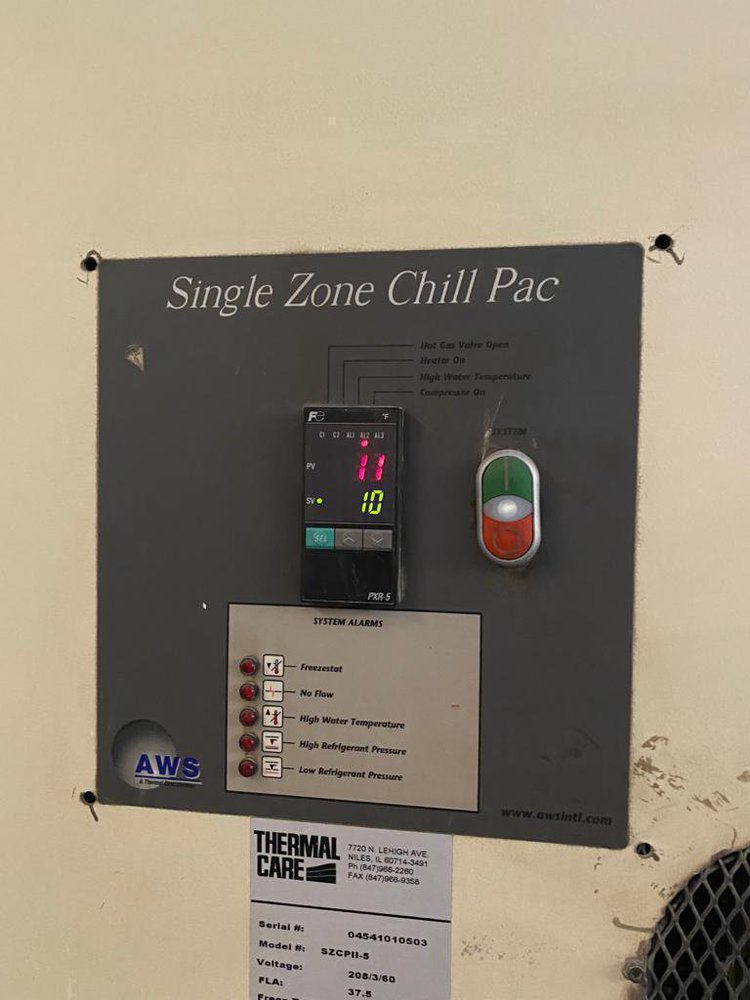 Single Zone Chill Pac
Hot Gas Valve Open
Heater On
High Water Temperature
Compressor On
°F
C1 C2 AL1 AL2 AL3
PV 11
SV 10
SEL
PXR-5
SYSTEM
SYSTEM ALARMS
Freezestat
No Flow
High Water Temperature
High Refrigerant Pressure
Low Refrigerant Pressure
AWS
www.awsintl.com
THERMAL
CARE
7720 N. LEHIGH AVE.
NILES, IL 60714-3491
Ph (847)966-2260
FAX (847)966-9358
Serial #: 04541010503
Model #: SZCPII-5
Voltage: 208/3/60
FLA: 37.5